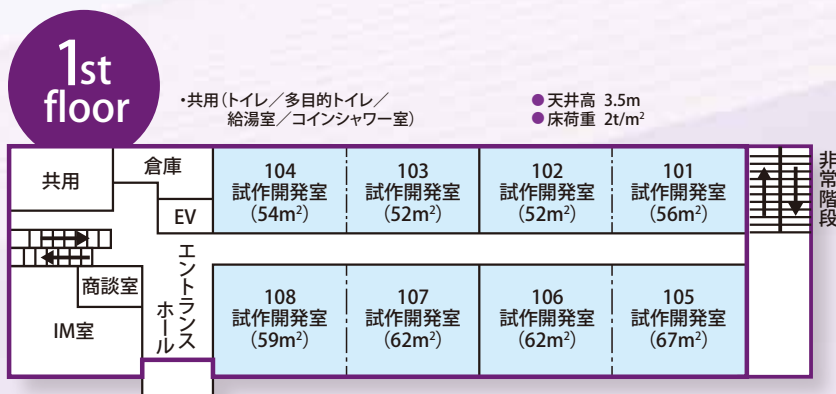 1st
floor
・共用（トイレ／多目的トイレ／
給湯室／コインシャワー室）
●天井高 3.5m
●床荷重 2t/m²
共用
倉庫
EV
104
試作開発室
（54m²）
103
試作開発室
（52m²）
102
試作開発室
（52m²）
101
試作開発室
（56m²）
非常階段
商談室
IM室
エントランス
ホール
108
試作開発室
（59m²）
107
試作開発室
（62m²）
106
試作開発室
（62m²）
105
試作開発室
（67m²）